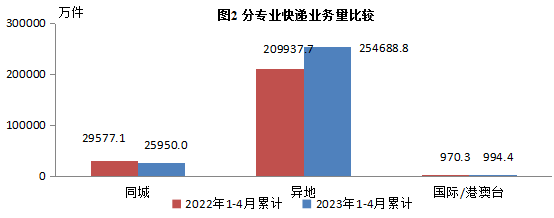 图2 分专业快递业务量比较
万件
300000
200000
100000
0
29577.1
25950.0
209937.7
254688.8
970.3
994.4
同城
异地
国际/港澳台
2022年1-4月累计
2023年1-4月累计